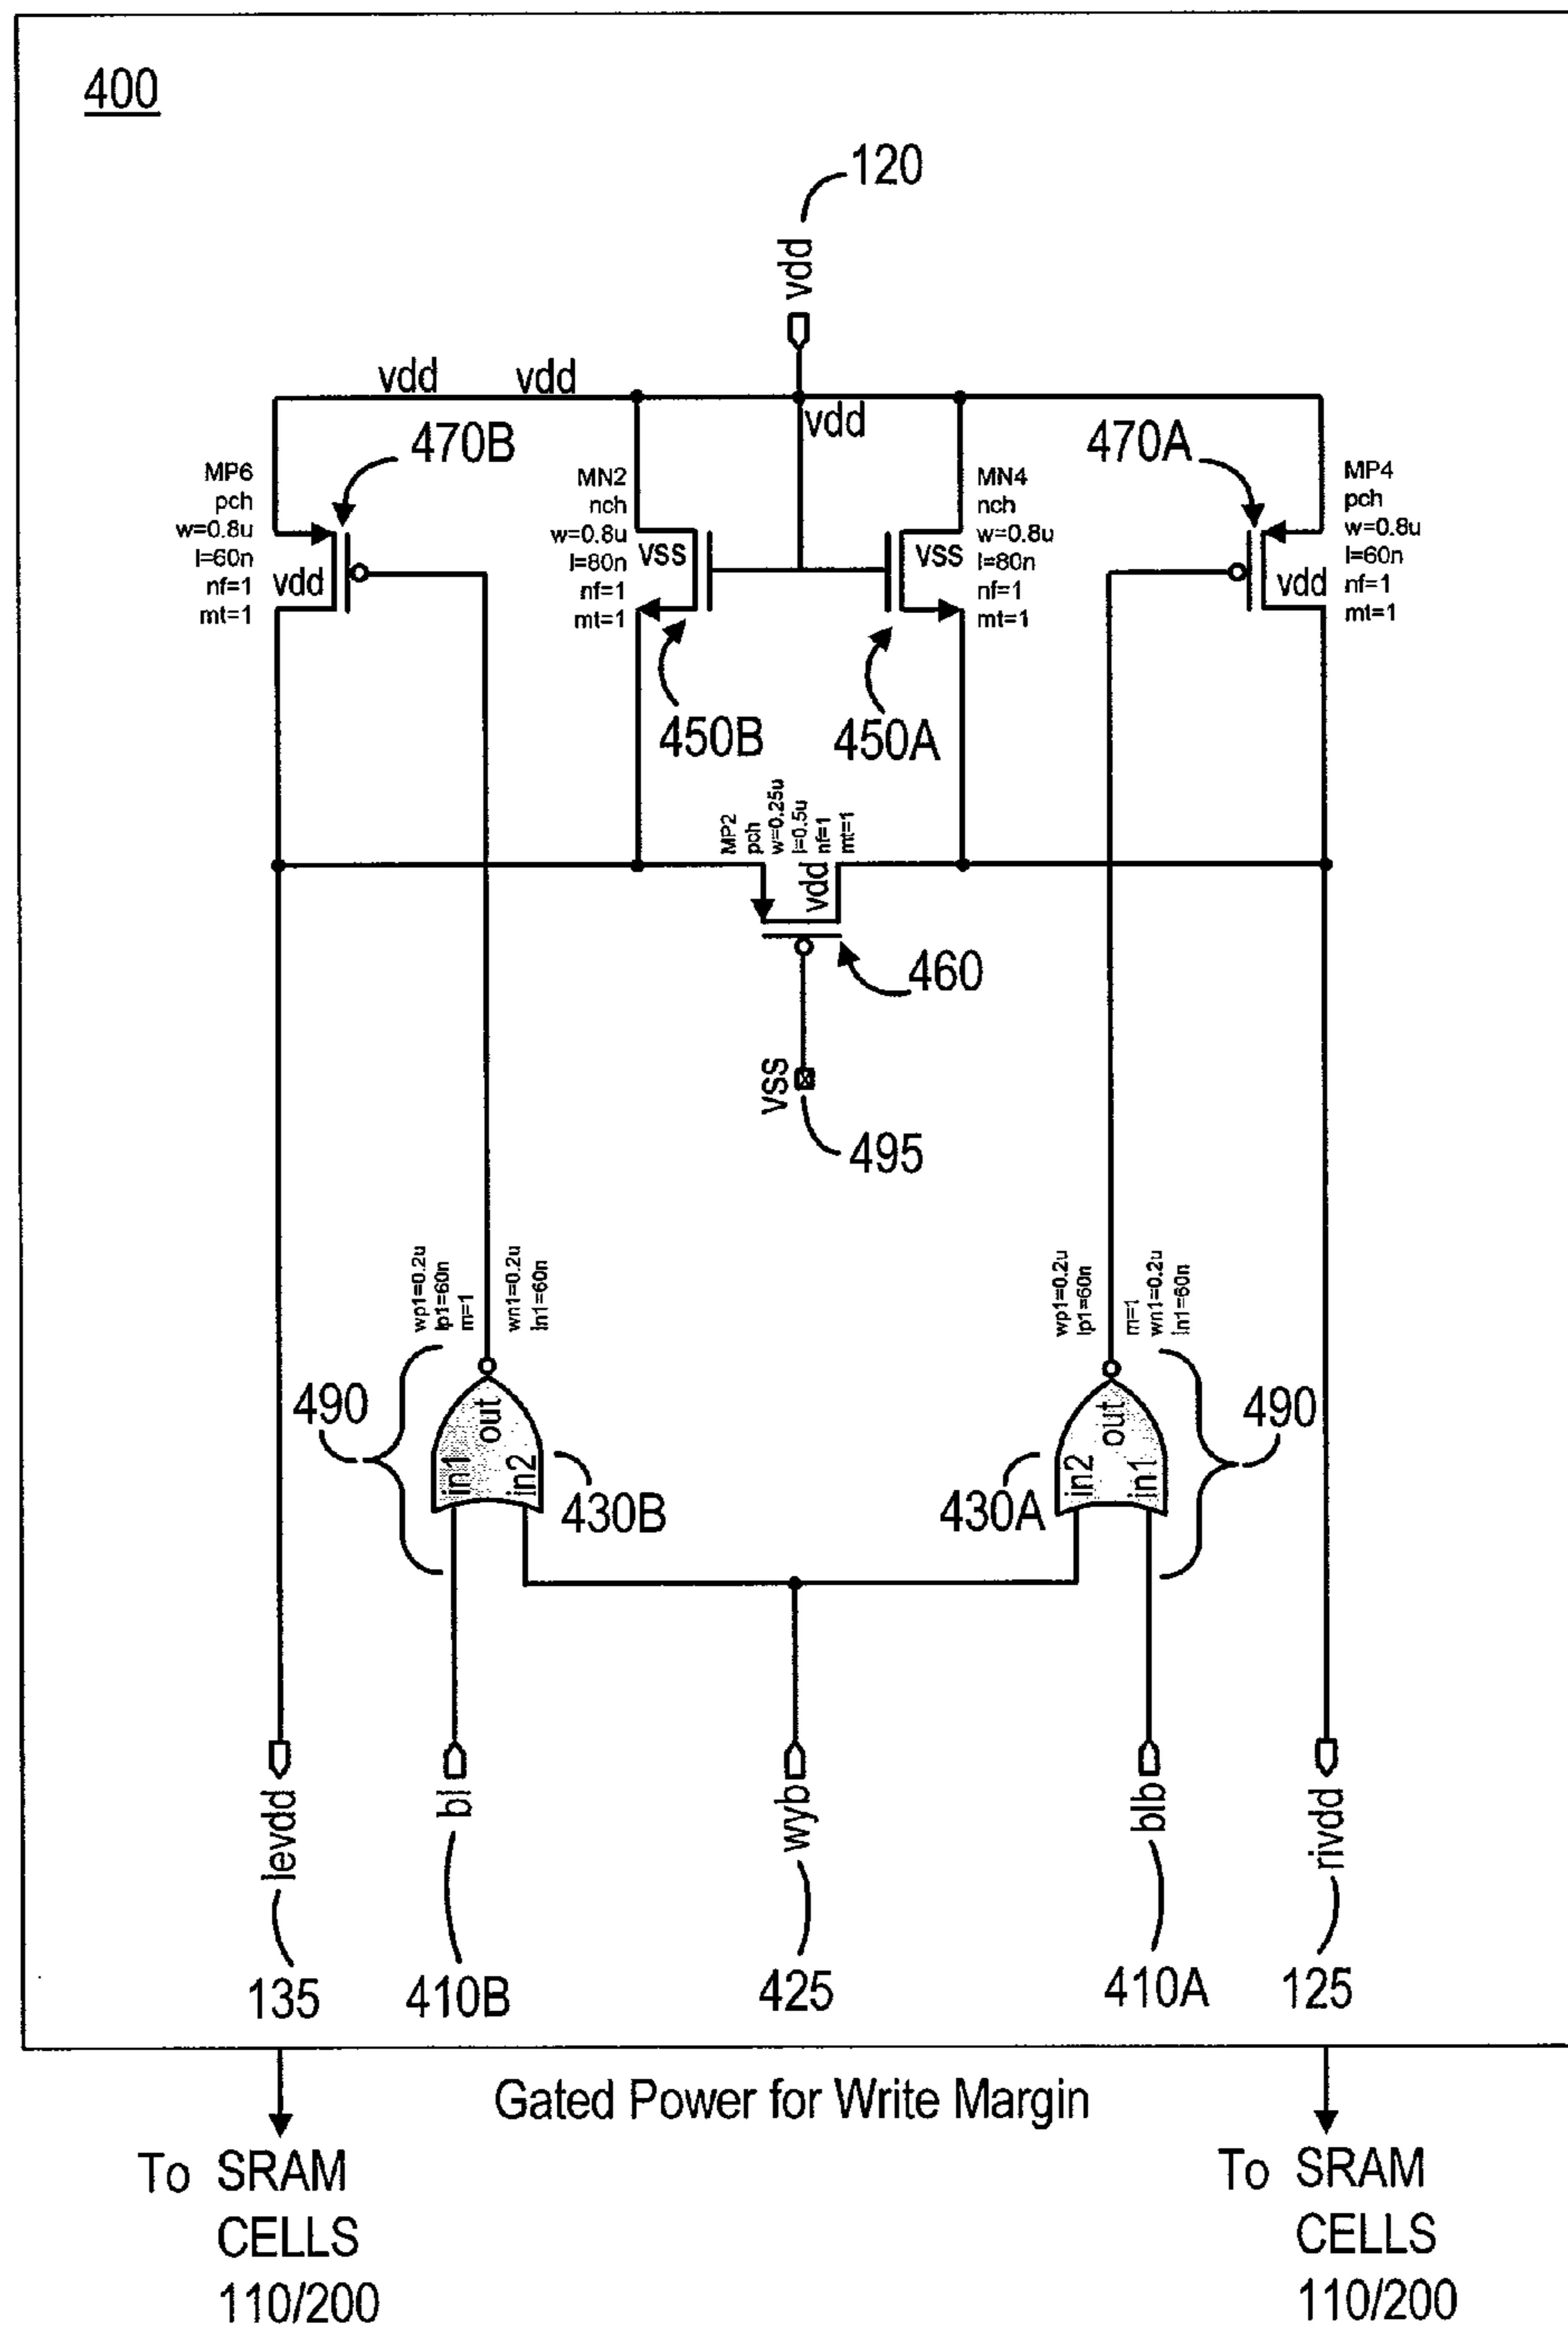 400
120
vdd
vdd
vdd
vdd
470B
470A
MP6
pch
w=0.8u
l=60n
nf=1
mt=1
vdd
MN2
nch
w=0.8u
l=80n
nf=1
mt=1
vss
MN4
nch
w=0.8u
l=80n
nf=1
mt=1
vss
MP4
pch
w=0.8u
l=60n
nf=1
mt=1
vdd
450B
450A
MP2
pch
w=0.25u
l=0.5u
nf=1
mt=1
vdd
460
vss
495
wp1=0.2u
lp1=60n
m=1
wn1=0.2u
ln1=60n
wp1=0.2u
lp1=60n
m=1
wn1=0.2u
ln1=60n
490
out
in1
in2
430B
430A
out
in2
in1
490
levdd
bl
wyb
blb
rivdd
135
410B
425
410A
125
Gated Power for Write Margin
To SRAM
CELLS
110/200
To SRAM
CELLS
110/200